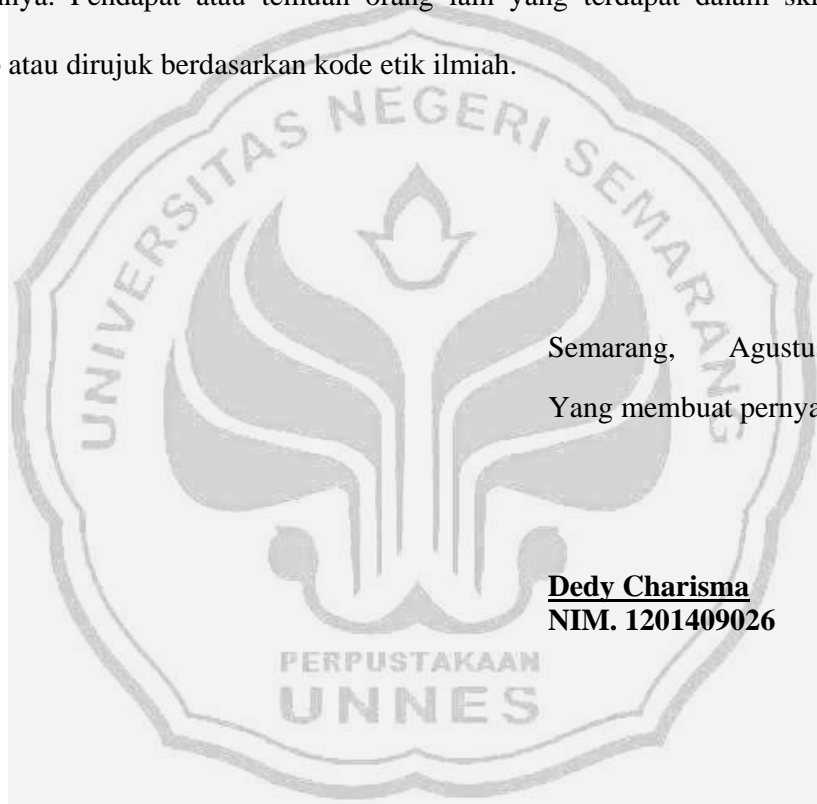 nya. Pendapat atau temuan orang lain yang terdapat dalam
atau dirujuk berdasarkan kode etik ilmiah.
UNIVERSITAS NEGERI SEMARANG
Semarang, Agustu
Yang membuat pernya
Dedy Charisma
NIM. 1201409026
PERPUSTAKAAN
UNNES